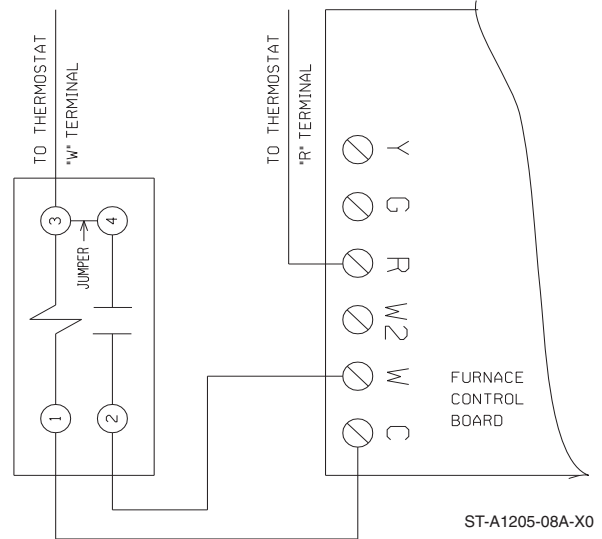 TO THERMOSTAT
"W" TERMINAL
TO THERMOSTAT
"R" TERMINAL
3
4
JUMPER
1
2
Y
G
R
W2
W
C
FURNACE
CONTROL
BOARD
ST-A1205-08A-X0